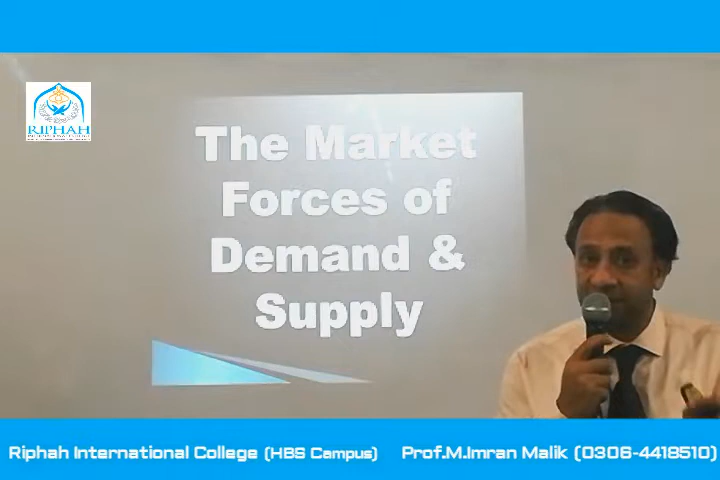 RIPHAH
The Market
Forces of
Demand &
Supply
Riphah International College (HBS Campus) Prof.M.Imran Malik (0306-4418510)